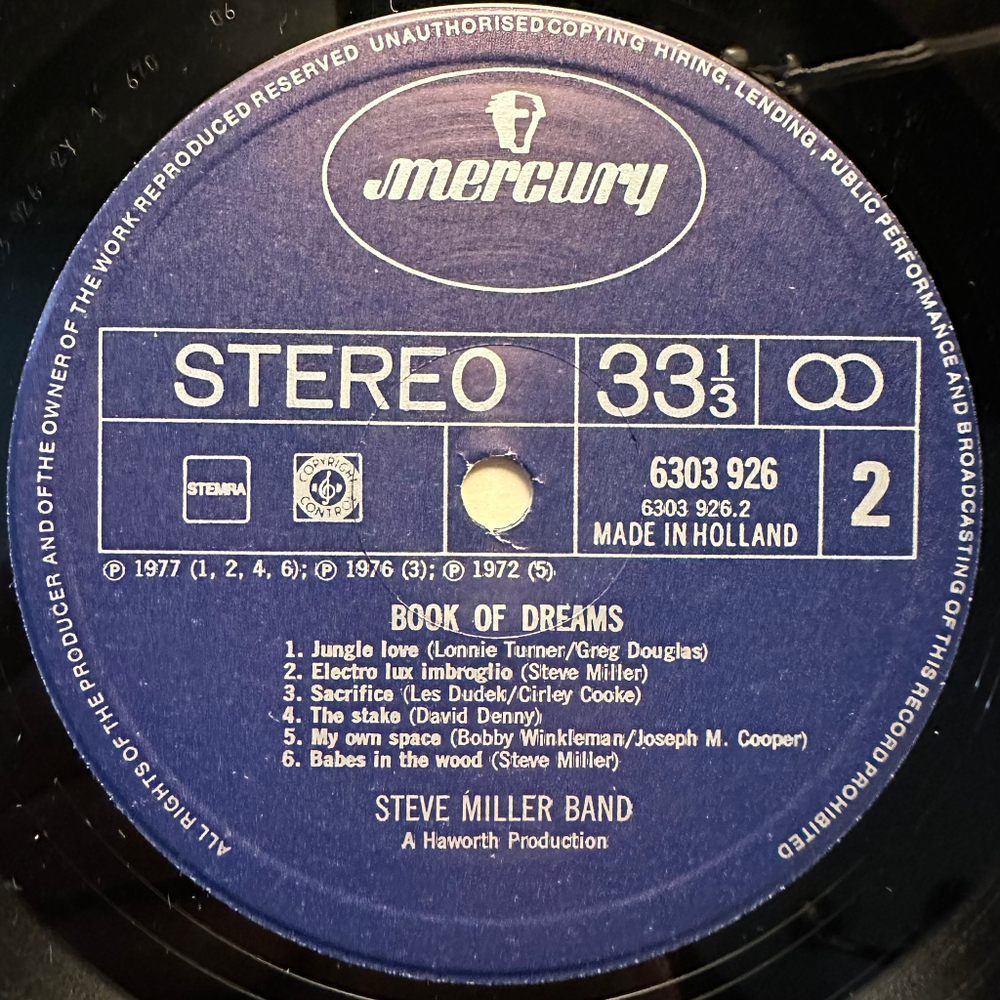 ALL RIGHTS OF THE PRODUCER AND OF THE OWNER OF THE WORK REPRODUCED RESERVED UNAUTHORISED COPYING HIRING, LENDING, PUBLIC PERFORMANCE AND BROADCASTING OF THIS RECORD PROHIBITED
mercury
STEREO 33 1/3
STEMRA COPYRIGHT CONTROL 6303 926 2
6303 926.2
MADE IN HOLLAND
℗ 1977 (1, 2, 4, 6); ℗ 1976 (3); ℗ 1972 (5).
BOOK OF DREAMS
1. Jungle love (Lonnie Turner/Greg Douglas)
2. Electro lux imbroglio (Steve Miller)
3. Sacrifice (Les Dudek/Cirley Cooke)
4. The stake (David Denny)
5. My own space (Bobby Winkleman/Joseph M. Cooper)
6. Babes in the wood (Steve Miller)
STEVE MILLER BAND
A Haworth Production